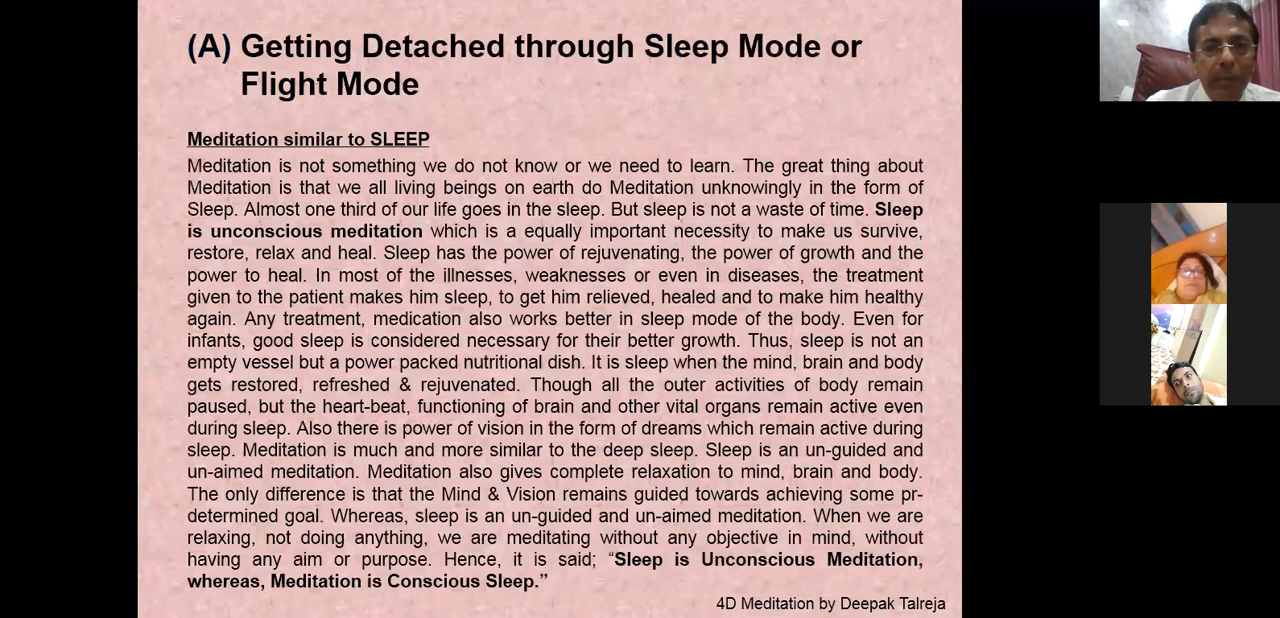 (A) Getting Detached through Sleep Mode or
Flight Mode
Meditation similar to SLEEP
Meditation is not something we do not know or we need to learn. The great thing about
Meditation is that we all living beings on earth do Meditation unknowingly in the form of
Sleep. Almost one third of our life goes in the sleep. But sleep is not a waste of time. Sleep
is unconscious meditation which is a equally important necessity to make us survive,
restore, relax and heal. Sleep has the power of rejuvenating, the power of growth and the
power to heal. In most of the illnesses, weaknesses or even in diseases, the treatment
given to the patient makes him sleep, to get him relieved, healed and to make him healthy
again. Any treatment, medication also works better in sleep mode of the body. Even for
infants, good sleep is considered necessary for their better growth. Thus, sleep is not an
empty vessel but a power packed nutritional dish. It is sleep when the mind, brain and body
gets restored, refreshed & rejuvenated. Though all the outer activities of body remain
paused, but the heart-beat, functioning of brain and other vital organs remain active even
during sleep. Also there is power of vision in the form of dreams which remain active during
sleep. Meditation is much and more similar to the deep sleep. Sleep is an un-guided and
un-aimed meditation. Meditation also gives complete relaxation to mind, brain and body.
The only difference is that the Mind & Vision remains guided towards achieving some pr-
determined goal. Whereas, sleep is an un-guided and un-aimed meditation. When we are
relaxing, not doing anything, we are meditating without any objective in mind, without
having any aim or purpose. Hence, it is said; “Sleep is Unconscious Meditation,
whereas, Meditation is Conscious Sleep.”
4D Meditation by Deepak Talreja